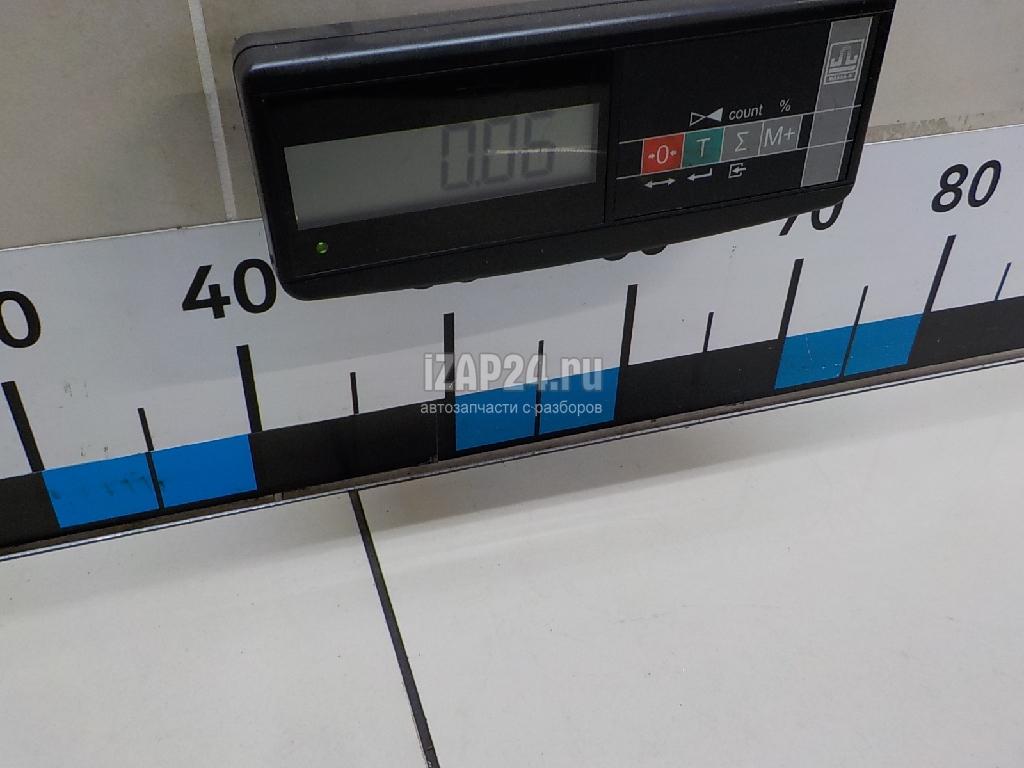 0.06
count %
→0←
T
Σ
M+
0
40
70
80
iZAP24.ru
автозапчасти с разборов